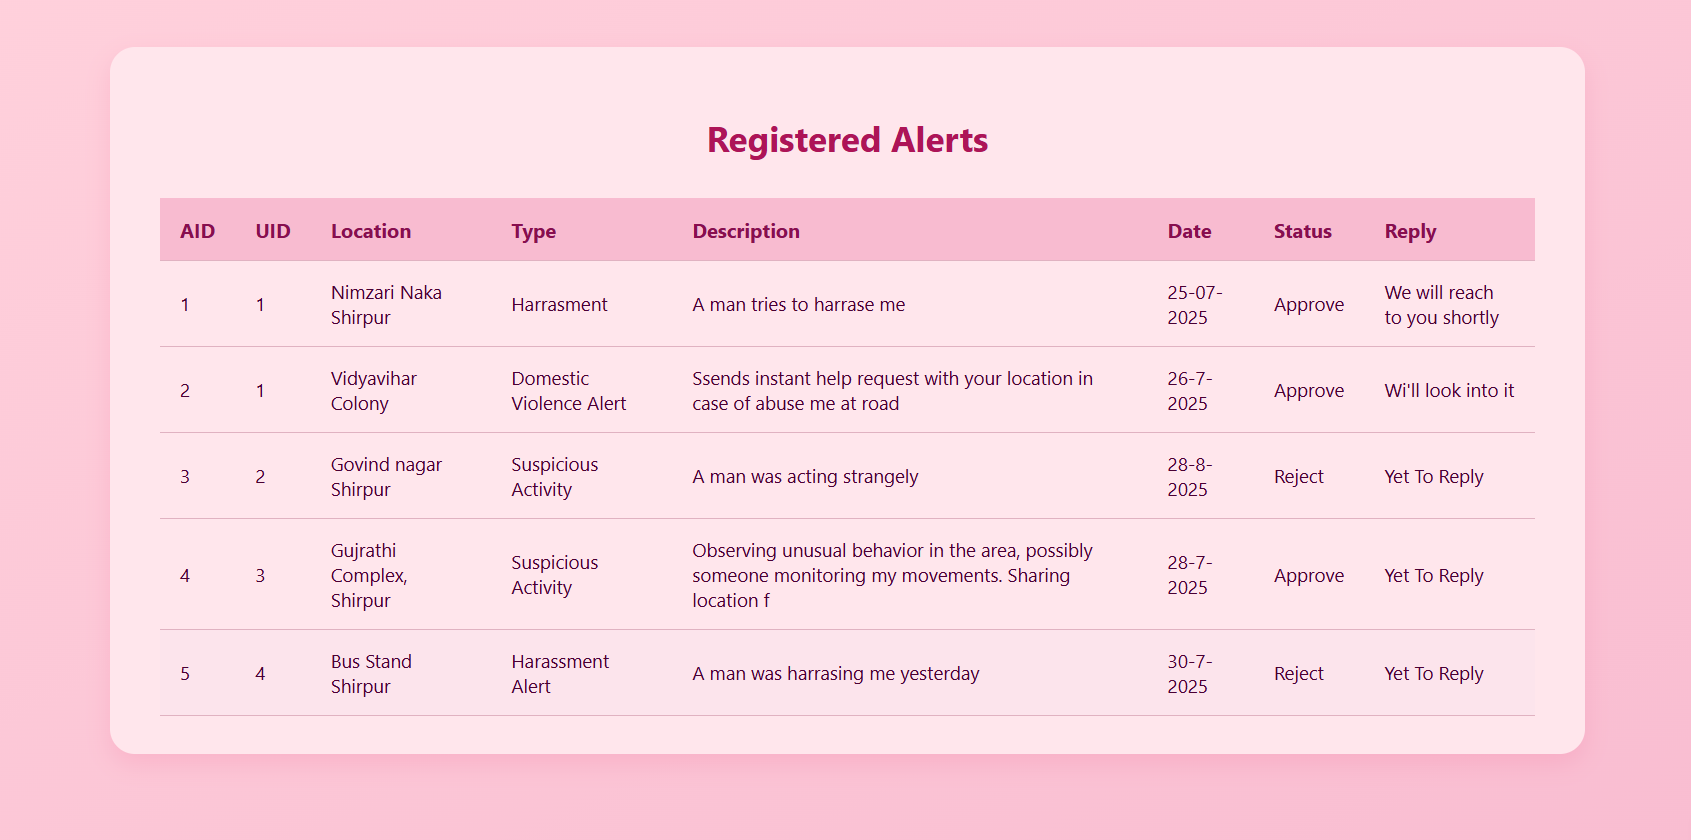 Registered Alerts
AID UID Location Type Description Date Status Reply
1 1 Nimzari Naka Shirpur Harrasment A man tries to harrase me 25-07-2025 Approve We will reach to you shortly
2 1 Vidyavihar Colony Domestic Violence Alert Ssends instant help request with your location in case of abuse me at road 26-7-2025 Approve Wi'll look into it
3 2 Govind nagar Shirpur Suspicious Activity A man was acting strangely 28-8-2025 Reject Yet To Reply
4 3 Gujrathi Complex, Shirpur Suspicious Activity Observing unusual behavior in the area, possibly someone monitoring my movements. Sharing location f 28-7-2025 Approve Yet To Reply
5 4 Bus Stand Shirpur Harassment Alert A man was harrasing me yesterday 30-7-2025 Reject Yet To Reply